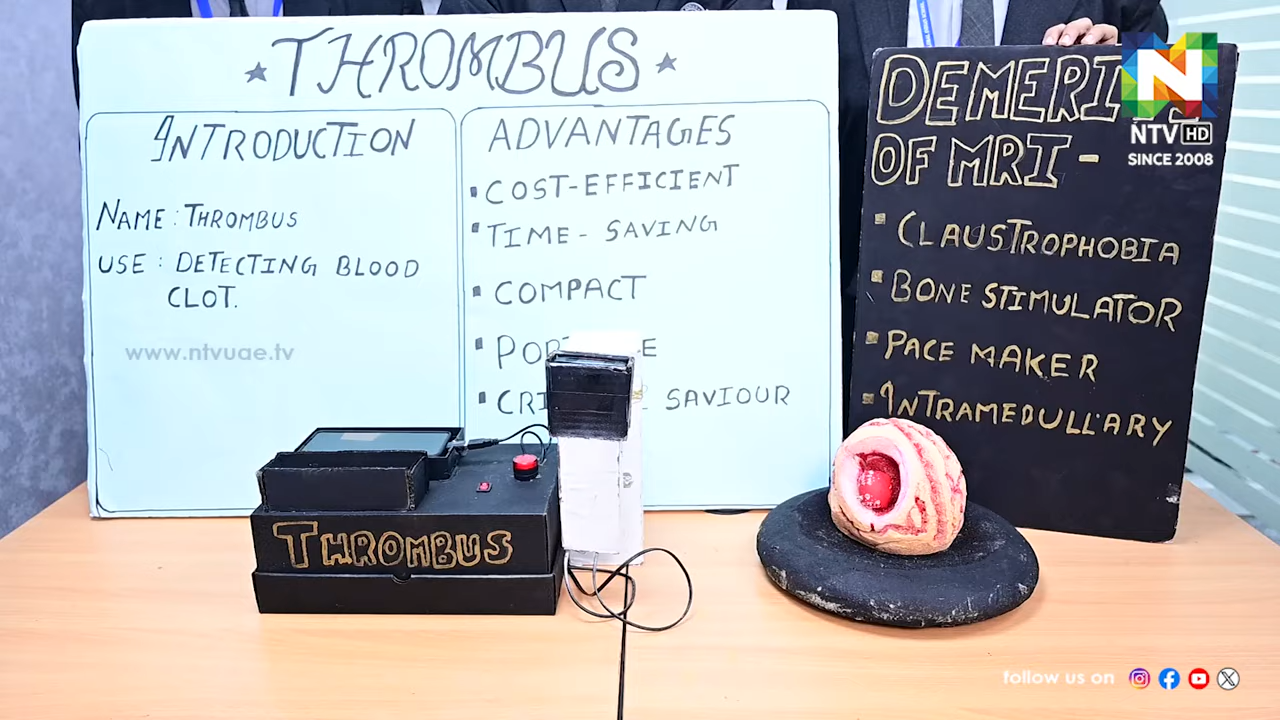 THROMBUS
INTRODUCTION
NAME : THROMBUS
USE : DETECTING BLOOD
CLOT.
www.ntvuae.tv
ADVANTAGES
COST-EFFICIENT
TIME-SAVING
COMPACT
SAVIOUR
OF MRI -
CLAUSTROPHOBIA
BONE STIMULATOR
PACE MAKER
INTRAMEDULLARY
N
NTV HD
SINCE 2008
THROMBUS
follow us on